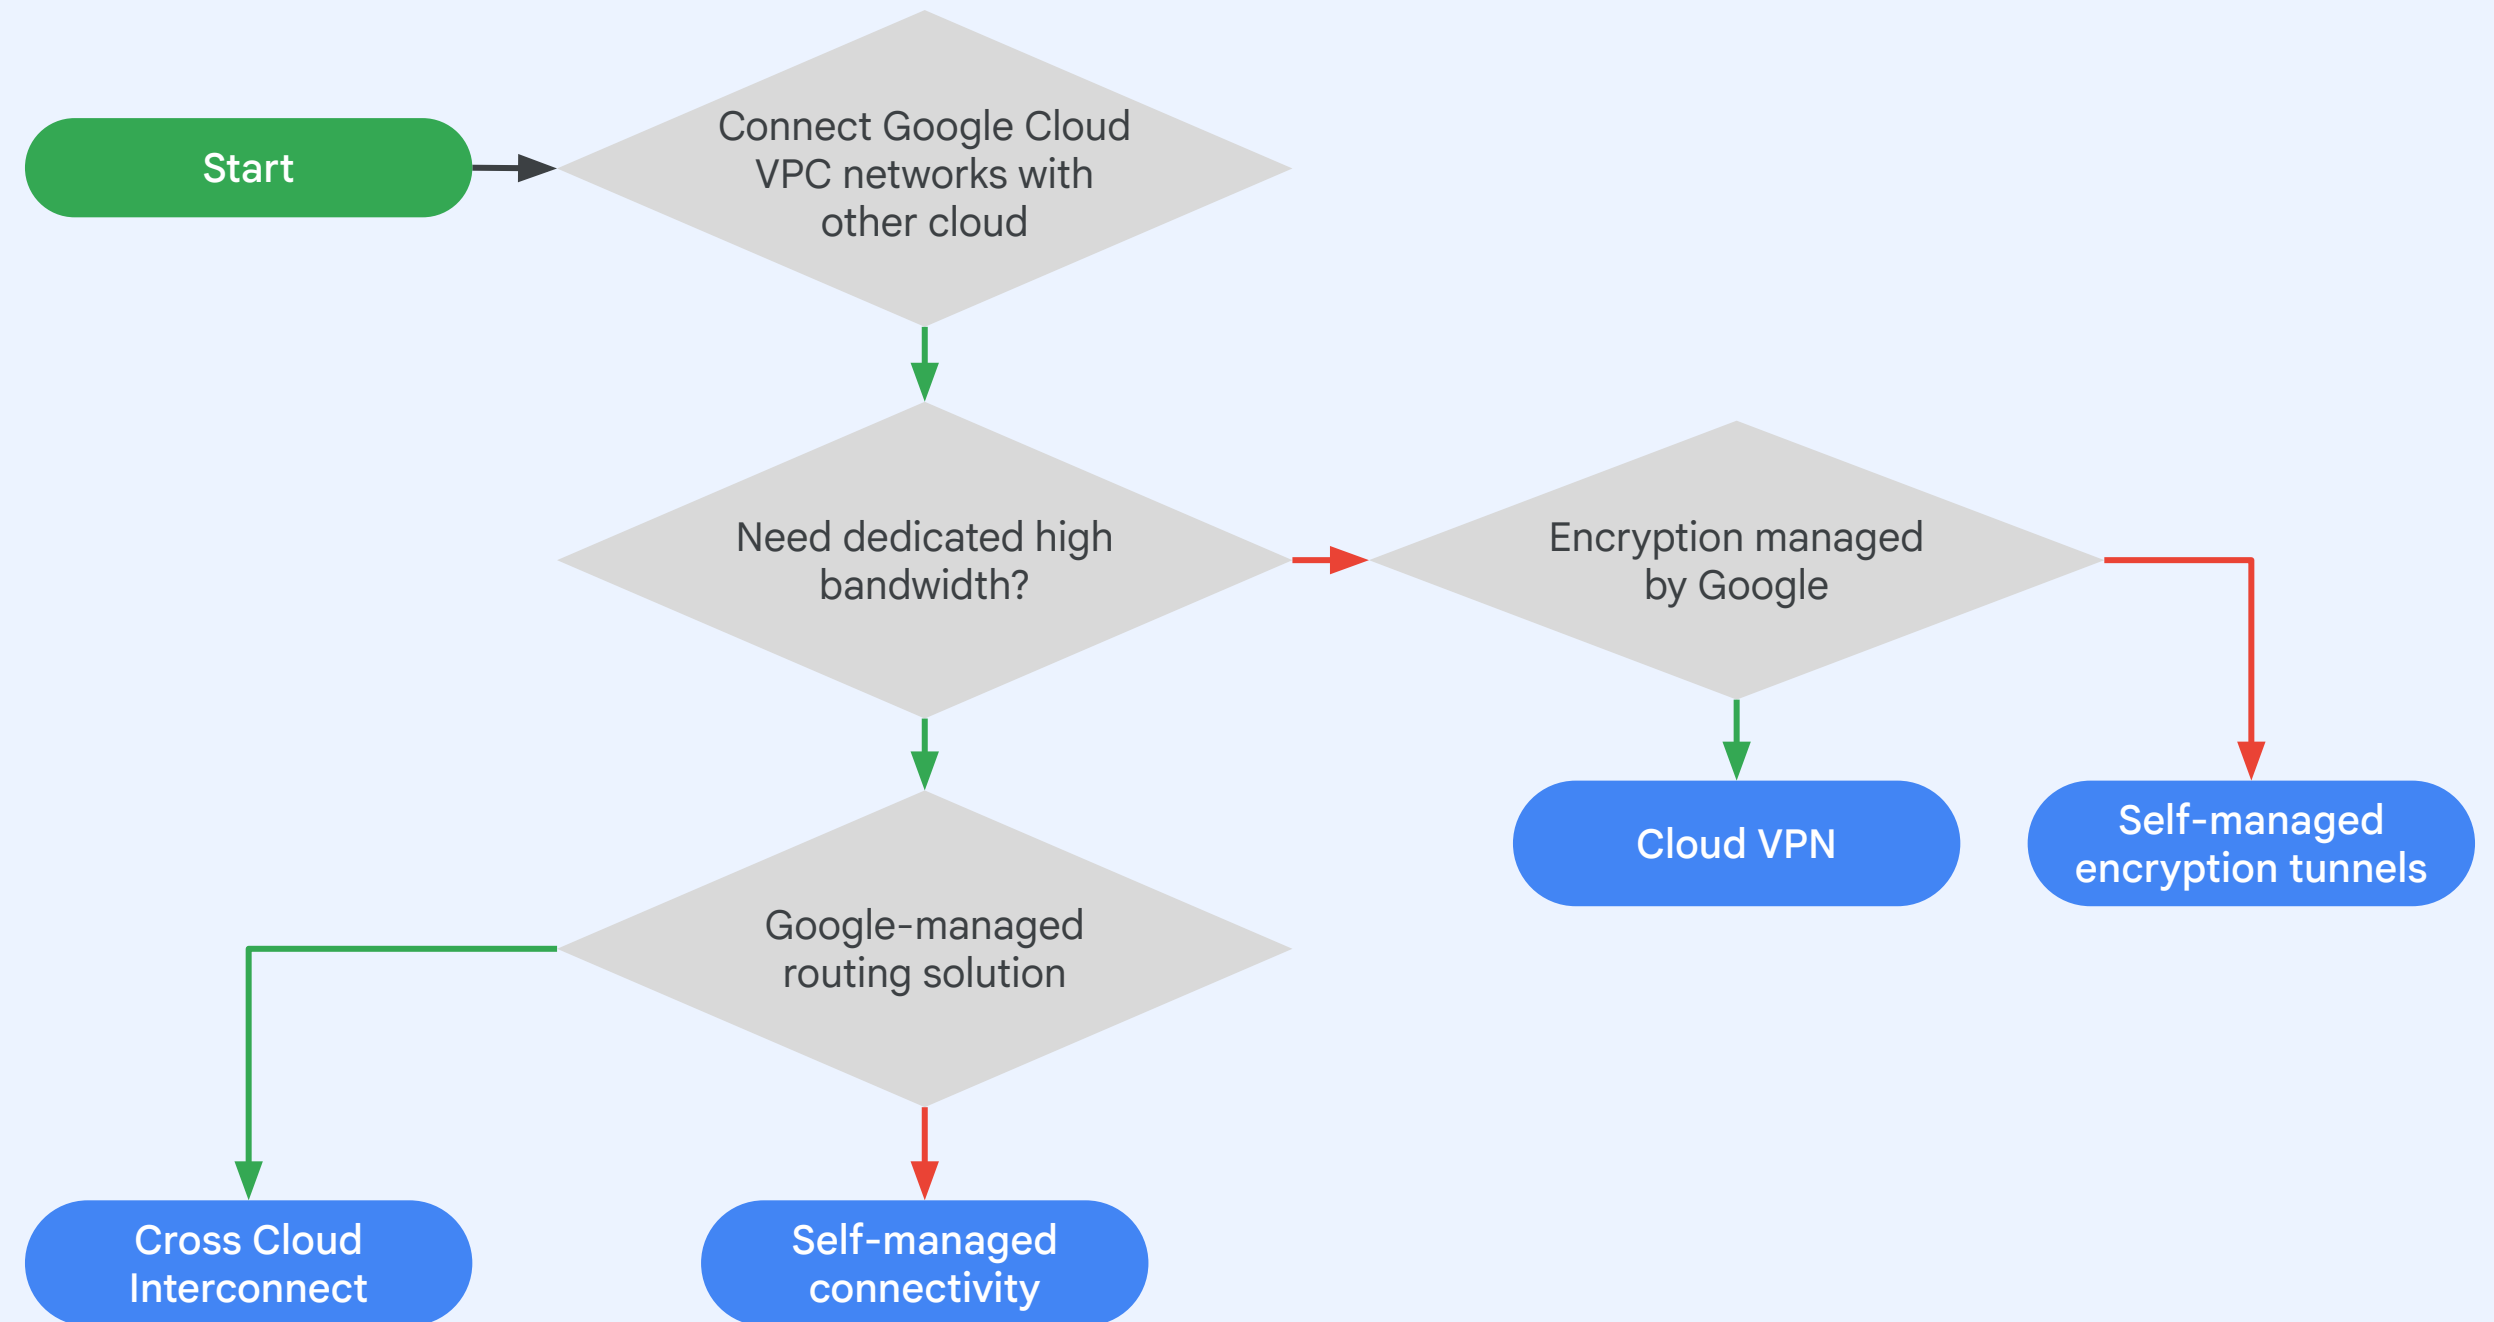 Start
Connect Google Cloud
VPC networks with
other cloud
Need dedicated high
bandwidth?
Encryption managed
by Google
Cloud VPN
Self-managed
encryption tunnels
Google-managed
routing solution
Cross Cloud
Interconnect
Self-managed
connectivity